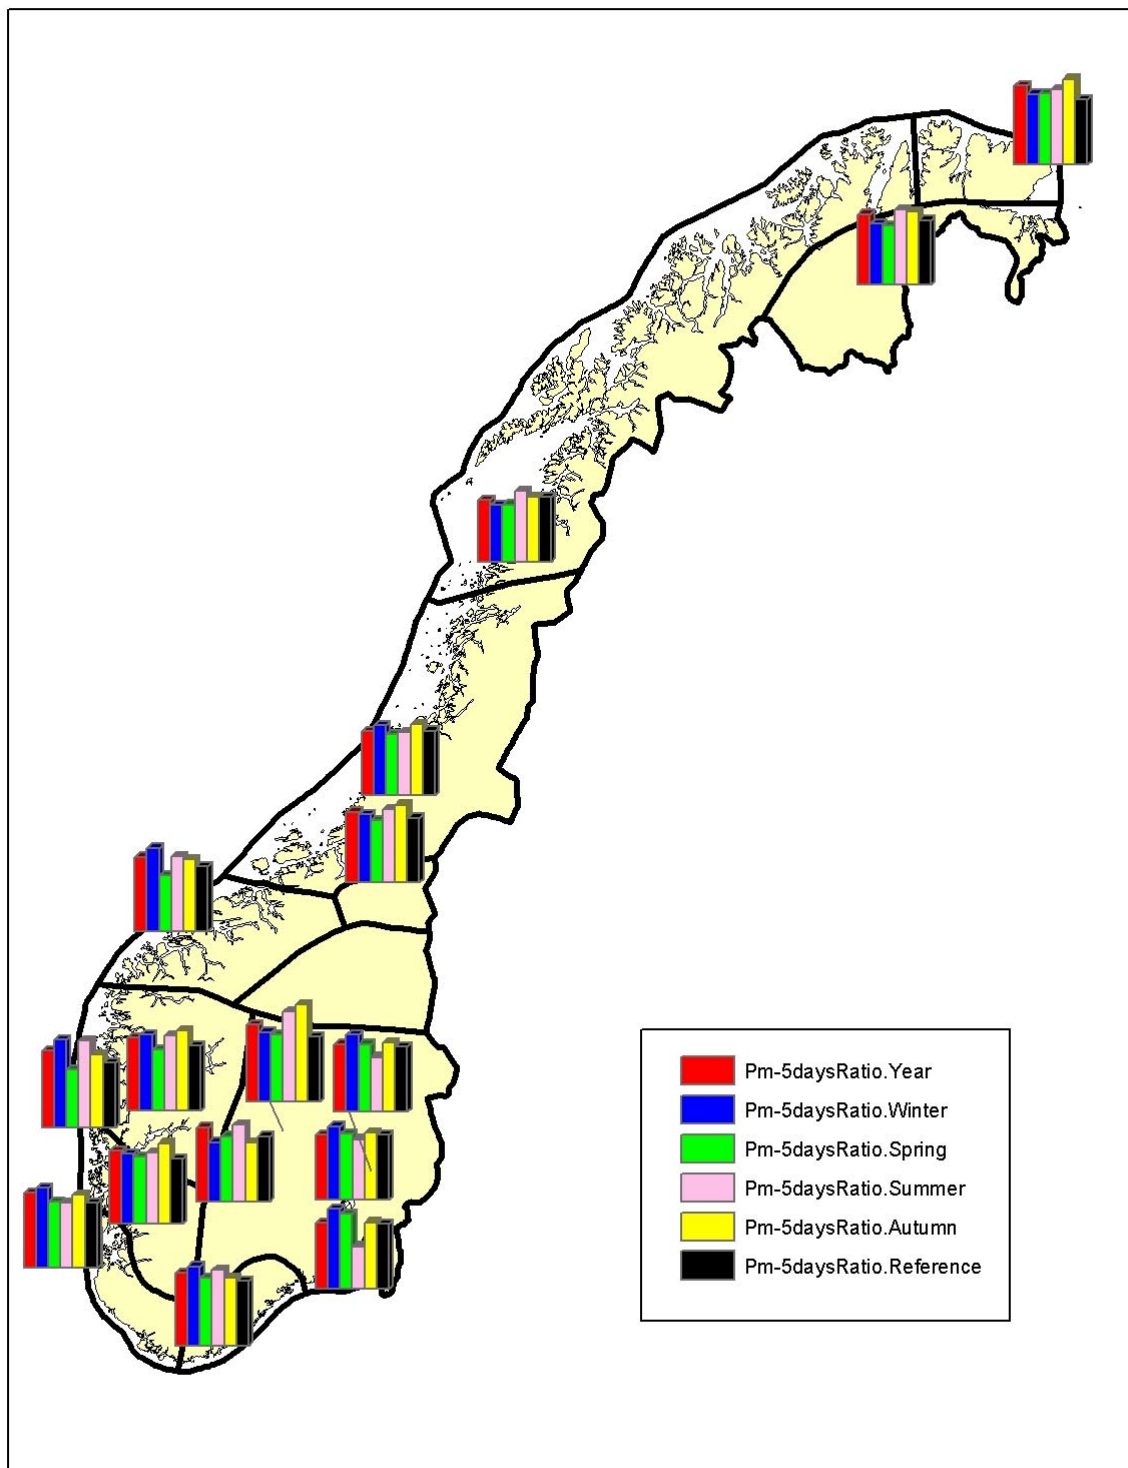 Pm-5daysRatio.Year
Pm-5daysRatio.Winter
Pm-5daysRatio.Spring
Pm-5daysRatio.Summer
Pm-5daysRatio.Autumn
Pm-5daysRatio.Reference